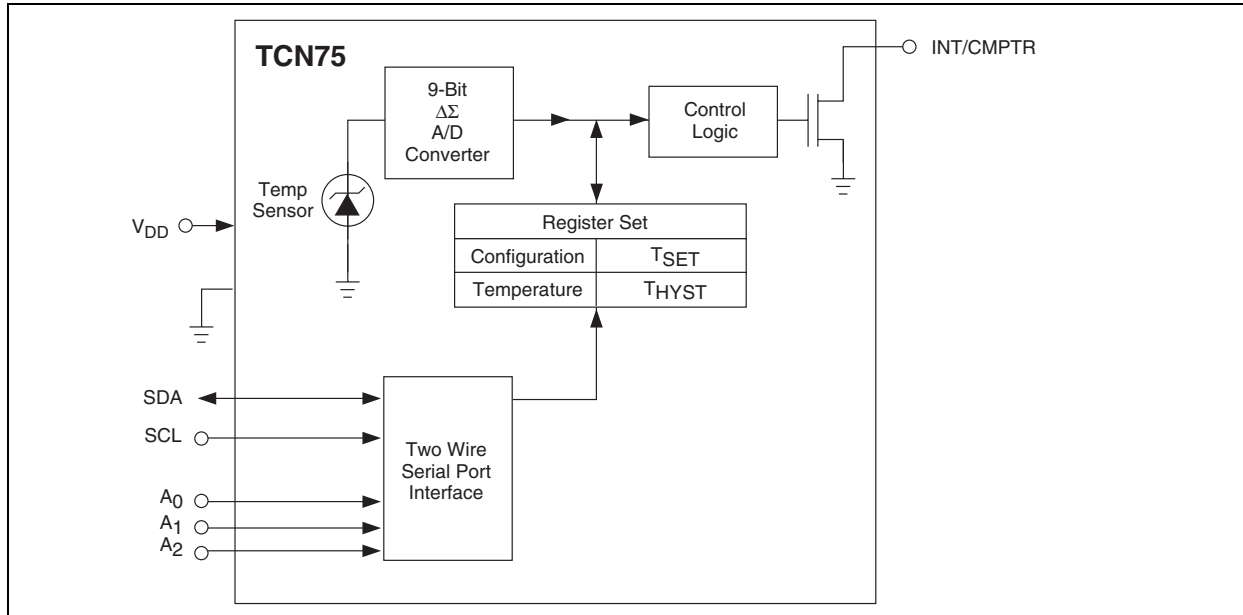 TCN75
INT/CMPTR
9-Bit
ΔΣ
A/D
Converter
Control
Logic
Temp
Sensor
VDD
Register Set
Configuration
TSET
Temperature
THYST
SDA
SCL
Two Wire
Serial Port
Interface
A0
A1
A2